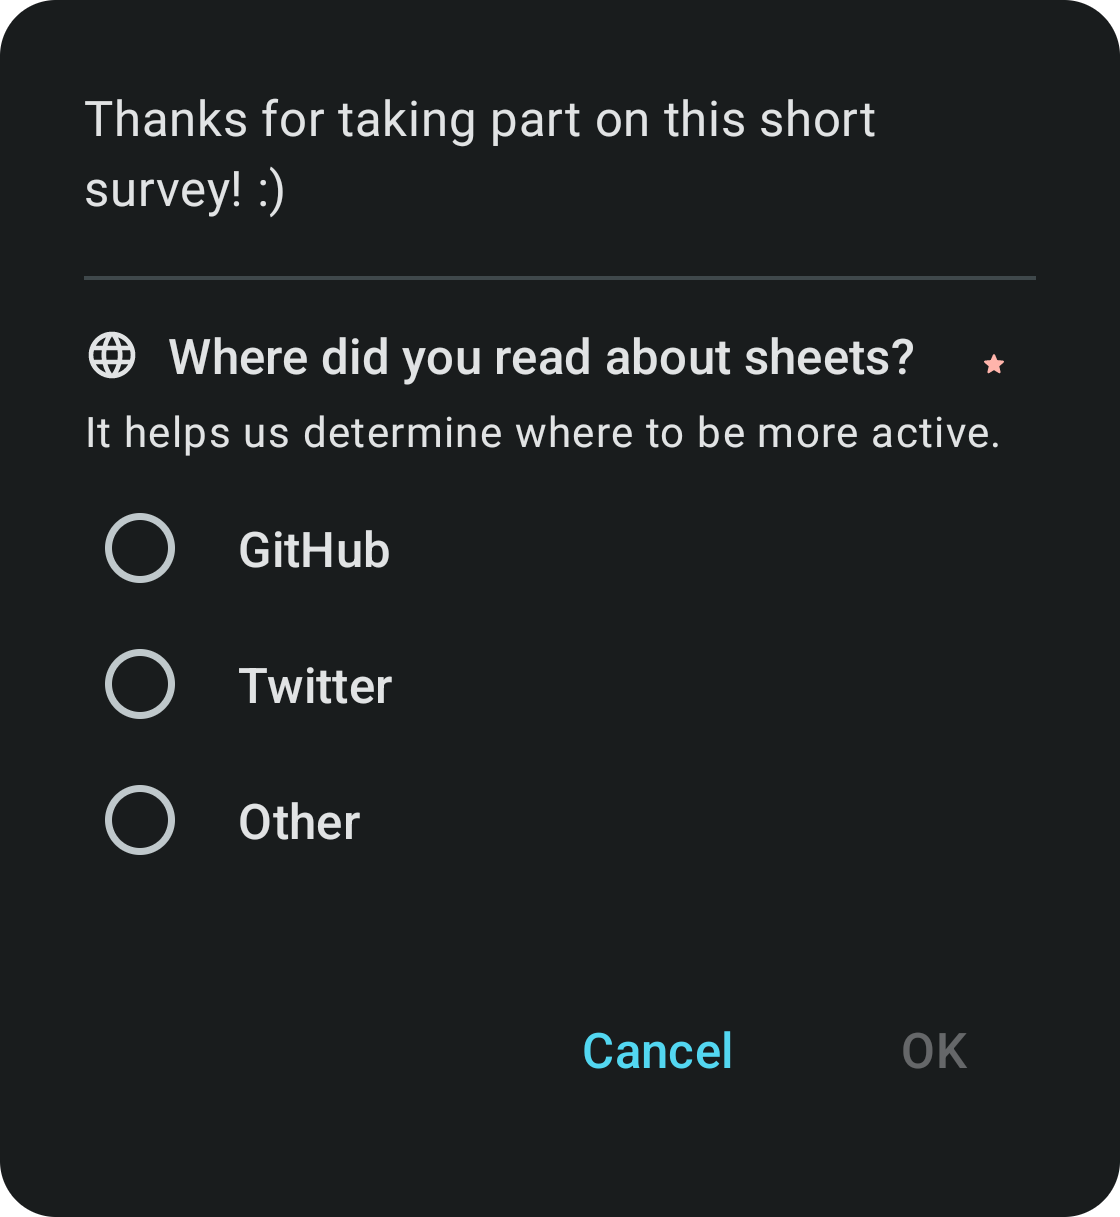 Thanks for taking part on this short
survey! :)
Where did you read about sheets?
It helps us determine where to be more active.
GitHub
Twitter
Other
Cancel OK